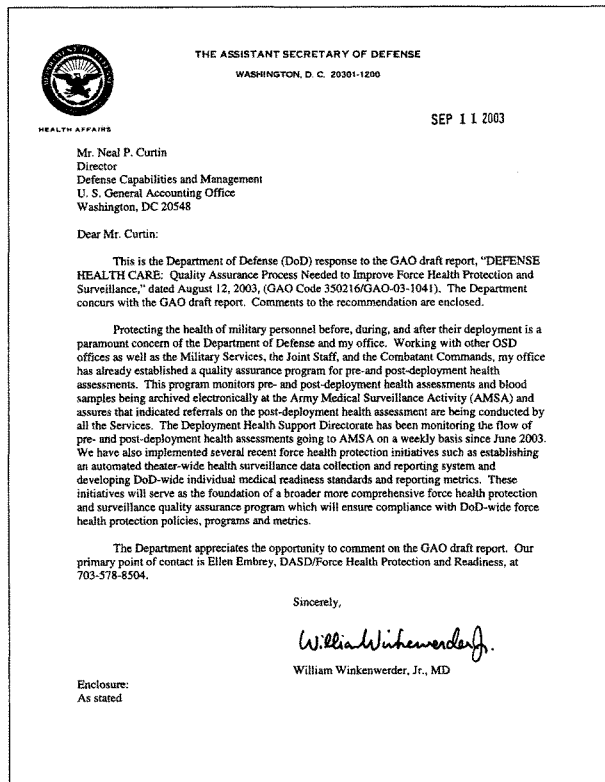 THE ASSISTANT SECRETARY OF DEFENSE
WASHINGTON, D. C. 20301-1200
HEALTH AFFAIRS
SEP 11 2003
Mr. Neal P. Curtin
Director
Defense Capabilities and Management
U. S. General Accounting Office
Washington, DC 20548
Dear Mr. Curtin:
This is the Department of Defense (DoD) response to the GAO draft report, "DEFENSE
HEALTH CARE: Quality Assurance Process Needed to Improve Force Health Protection and
Surveillance," dated August 12, 2003, (GAO Code 350216/GAO-03-1041). The Department
concurs with the GAO draft report. Comments to the recommendation are enclosed.
Protecting the health of military personnel before, during, and after their deployment is a
paramount concern of the Department of Defense and my office. Working with other OSD
offices as well as the Military Services, the Joint Staff, and the Combatant Commands, my office
has already established a quality assurance program for pre-and post-deployment health
assessments. This program monitors pre- and post-deployment health assessments and blood
samples being archived electronically at the Army Medical Surveillance Activity (AMSA) and
assures that indicated referrals on the post-deployment health assessment are being conducted by
all the Services. The Deployment Health Support Directorate has been monitoring the flow of
pre- and post-deployment health assessments going to AMSA on a weekly basis since June 2003.
We have also implemented several recent force health protection initiatives such as establishing
an automated theater-wide health surveillance data collection and reporting system and
developing DoD-wide individual medical readiness standards and reporting metrics. These
initiatives will serve as the foundation of a broader more comprehensive force health protection
and surveillance quality assurance program which will ensure compliance with DoD-wide force
health protection policies, programs and metrics.
The Department appreciates the opportunity to comment on the GAO draft report. Our
primary point of contact is Ellen Embrey, DASD/Force Health Protection and Readiness, at
703-578-8504.
Sincerely,
William Winkenwerder Jr.
William Winkenwerder, Jr., MD
Enclosure:
As stated